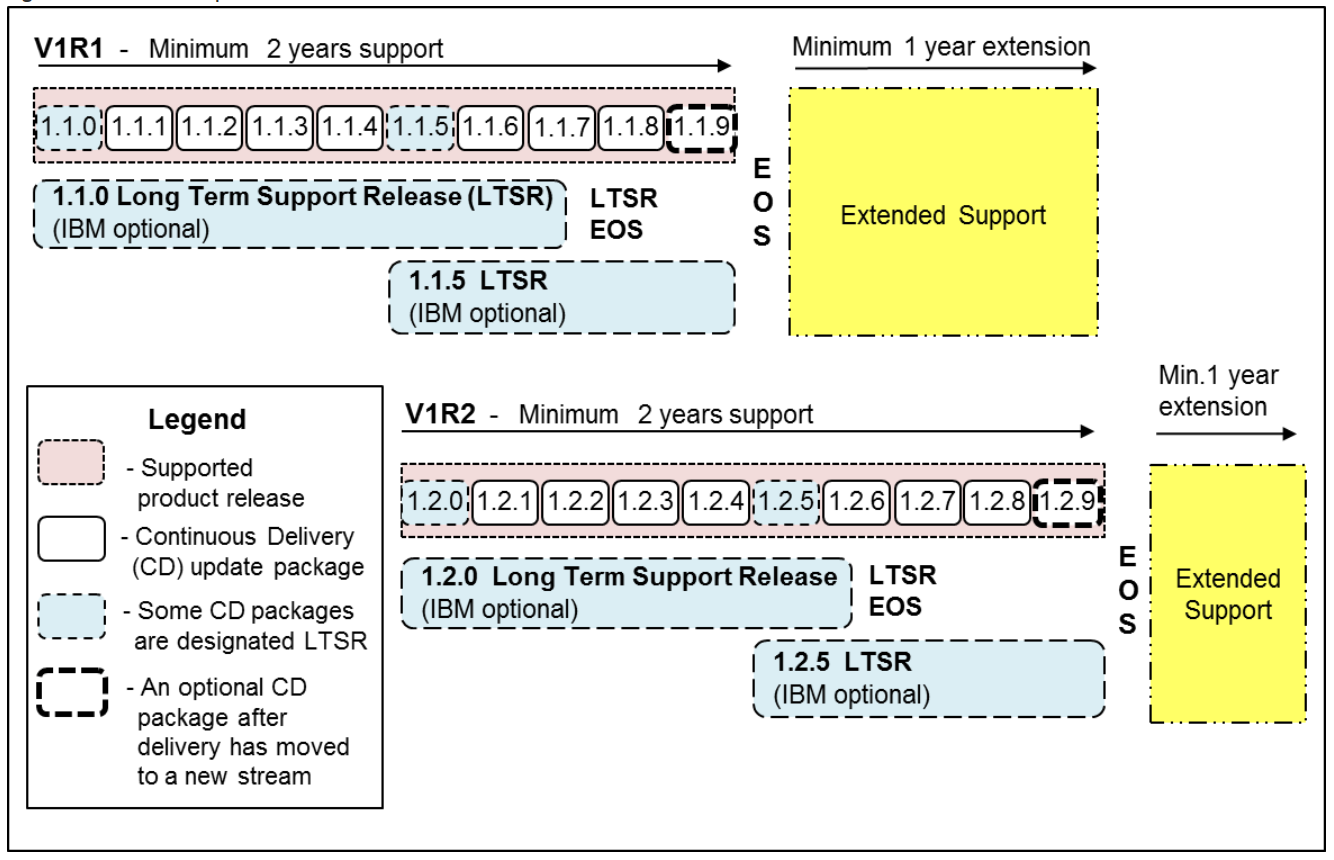 V1R1 - Minimum 2 years support
Minimum 1 year extension
1.1.0 1.1.1 1.1.2 1.1.3 1.1.4 1.1.5 1.1.6 1.1.7 1.1.8 1.1.9
1.1.0 Long Term Support Release (LTSR)
(IBM optional)
LTSR
EOS
1.1.5 LTSR
(IBM optional)
E
O
S
Extended Support
V1R2 - Minimum 2 years support
Min.1 year
extension
1.2.0 1.2.1 1.2.2 1.2.3 1.2.4 1.2.5 1.2.6 1.2.7 1.2.8 1.2.9
1.2.0 Long Term Support Release
(IBM optional)
LTSR
EOS
1.2.5 LTSR
(IBM optional)
E
O
S
Extended
Support
Legend
- Supported
product release
- Continuous Delivery
(CD) update package
- Some CD packages
are designated LTSR
- An optional CD
package after
delivery has moved
to a new stream